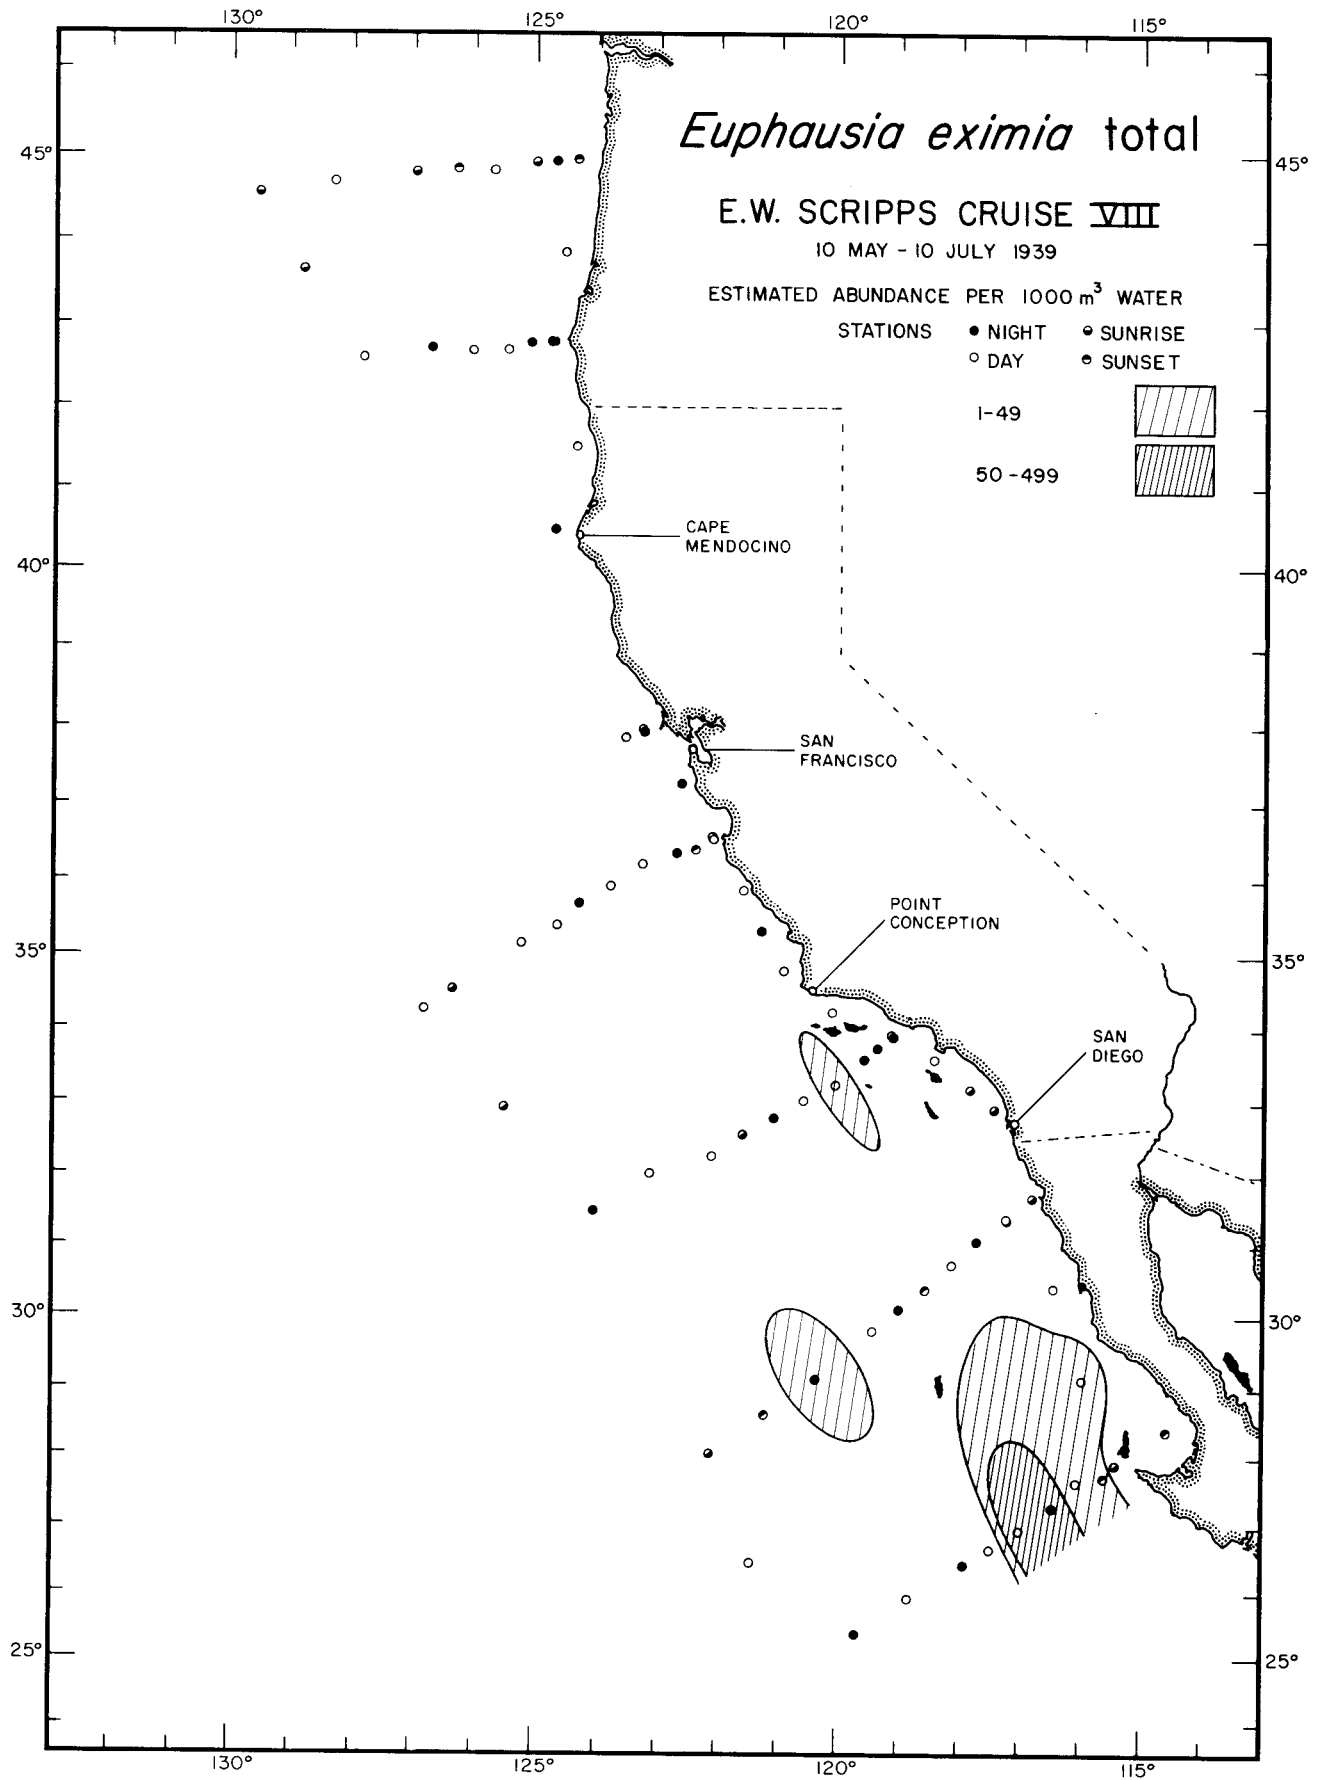 130° 125° 120° 115°
Euphausia eximia total
45° 45°
E.W. SCRIPPS CRUISE VIII
10 MAY - 10 JULY 1939
ESTIMATED ABUNDANCE PER 1000 m³ WATER
STATIONS ● NIGHT ◒ SUNRISE
○ DAY ◓ SUNSET
1-49
50-499
CAPE
MENDOCINO
40° 40°
SAN
FRANCISCO
POINT
CONCEPTION
35° 35°
SAN
DIEGO
30° 30°
25° 25°
130° 125° 120° 115°